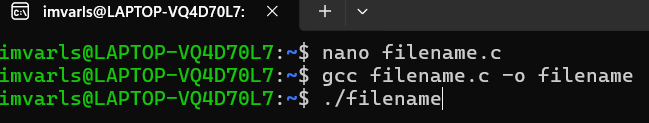 imvarls@LAPTOP-VQ4D70L7:
imvarls@LAPTOP-VQ4D70L7:~$ nano filename.c
imvarls@LAPTOP-VQ4D70L7:~$ gcc filename.c -o filename
imvarls@LAPTOP-VQ4D70L7:~$ ./filename